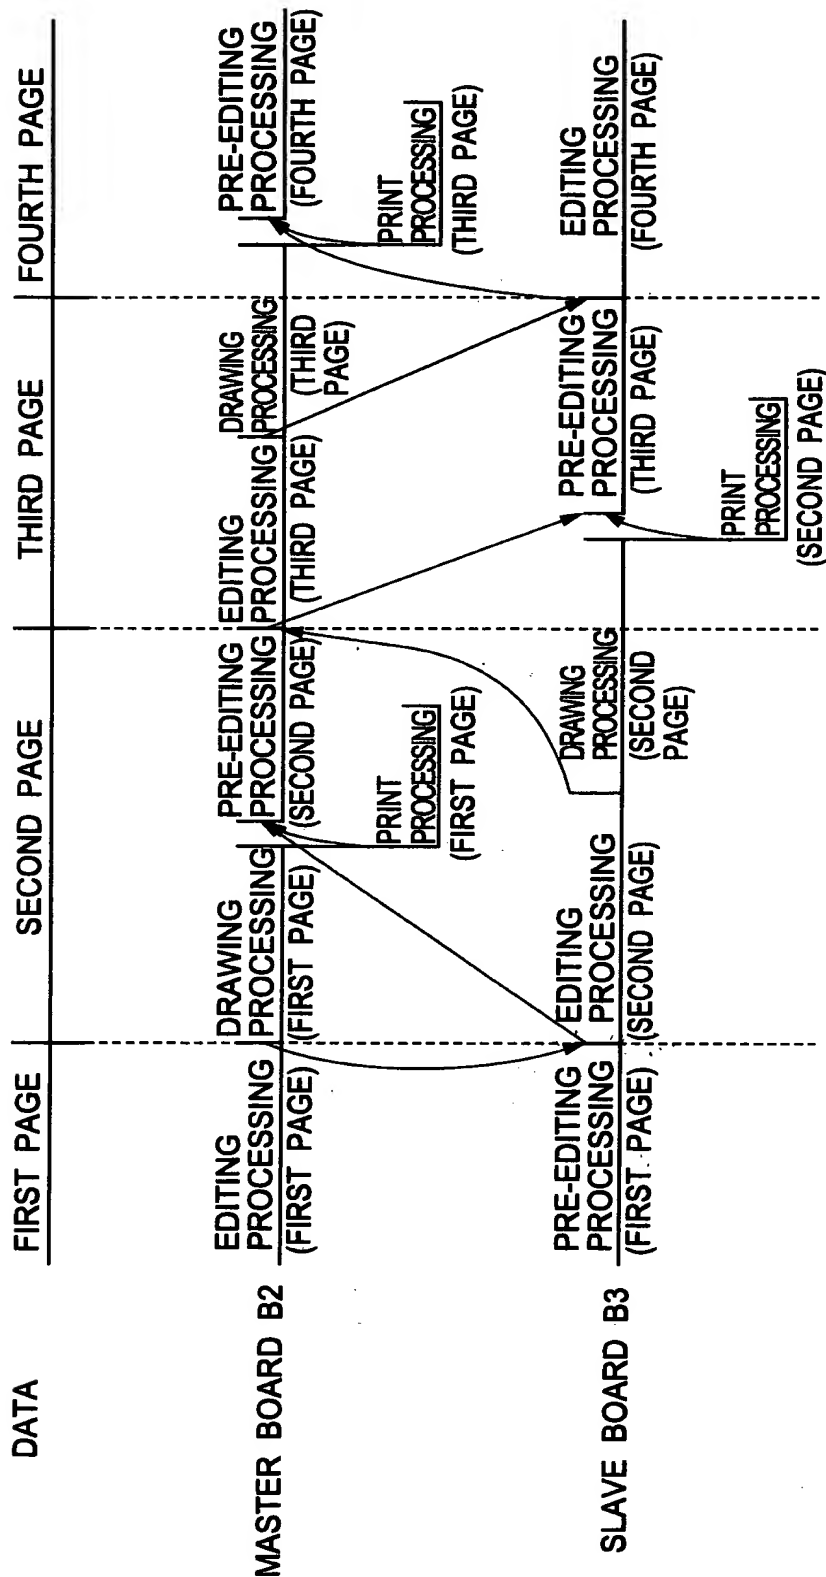 DATA
FIRST PAGE
SECOND PAGE
THIRD PAGE
FOURTH PAGE
MASTER BOARD B2
EDITING
PROCESSING
(FIRST PAGE)
DRAWING
PROCESSING
(FIRST PAGE)
PRE-EDITING
PROCESSING
(SECOND PAGE)
EDITING
PROCESSING
(THIRD PAGE)
DRAWING
PROCESSING
(THIRD
PAGE)
PRE-EDITING
PROCESSING
(FOURTH PAGE)
PRINT
PROCESSING
(FIRST PAGE)
PRINT
PROCESSING
(THIRD PAGE)
SLAVE BOARD B3
PRE-EDITING
PROCESSING
(FIRST PAGE)
EDITING
PROCESSING
(SECOND PAGE)
DRAWING
PROCESSING
(SECOND
PAGE)
PRE-EDITING
PROCESSING
(THIRD PAGE)
EDITING
PROCESSING
(FOURTH PAGE)
PRINT
PROCESSING
(SECOND PAGE)